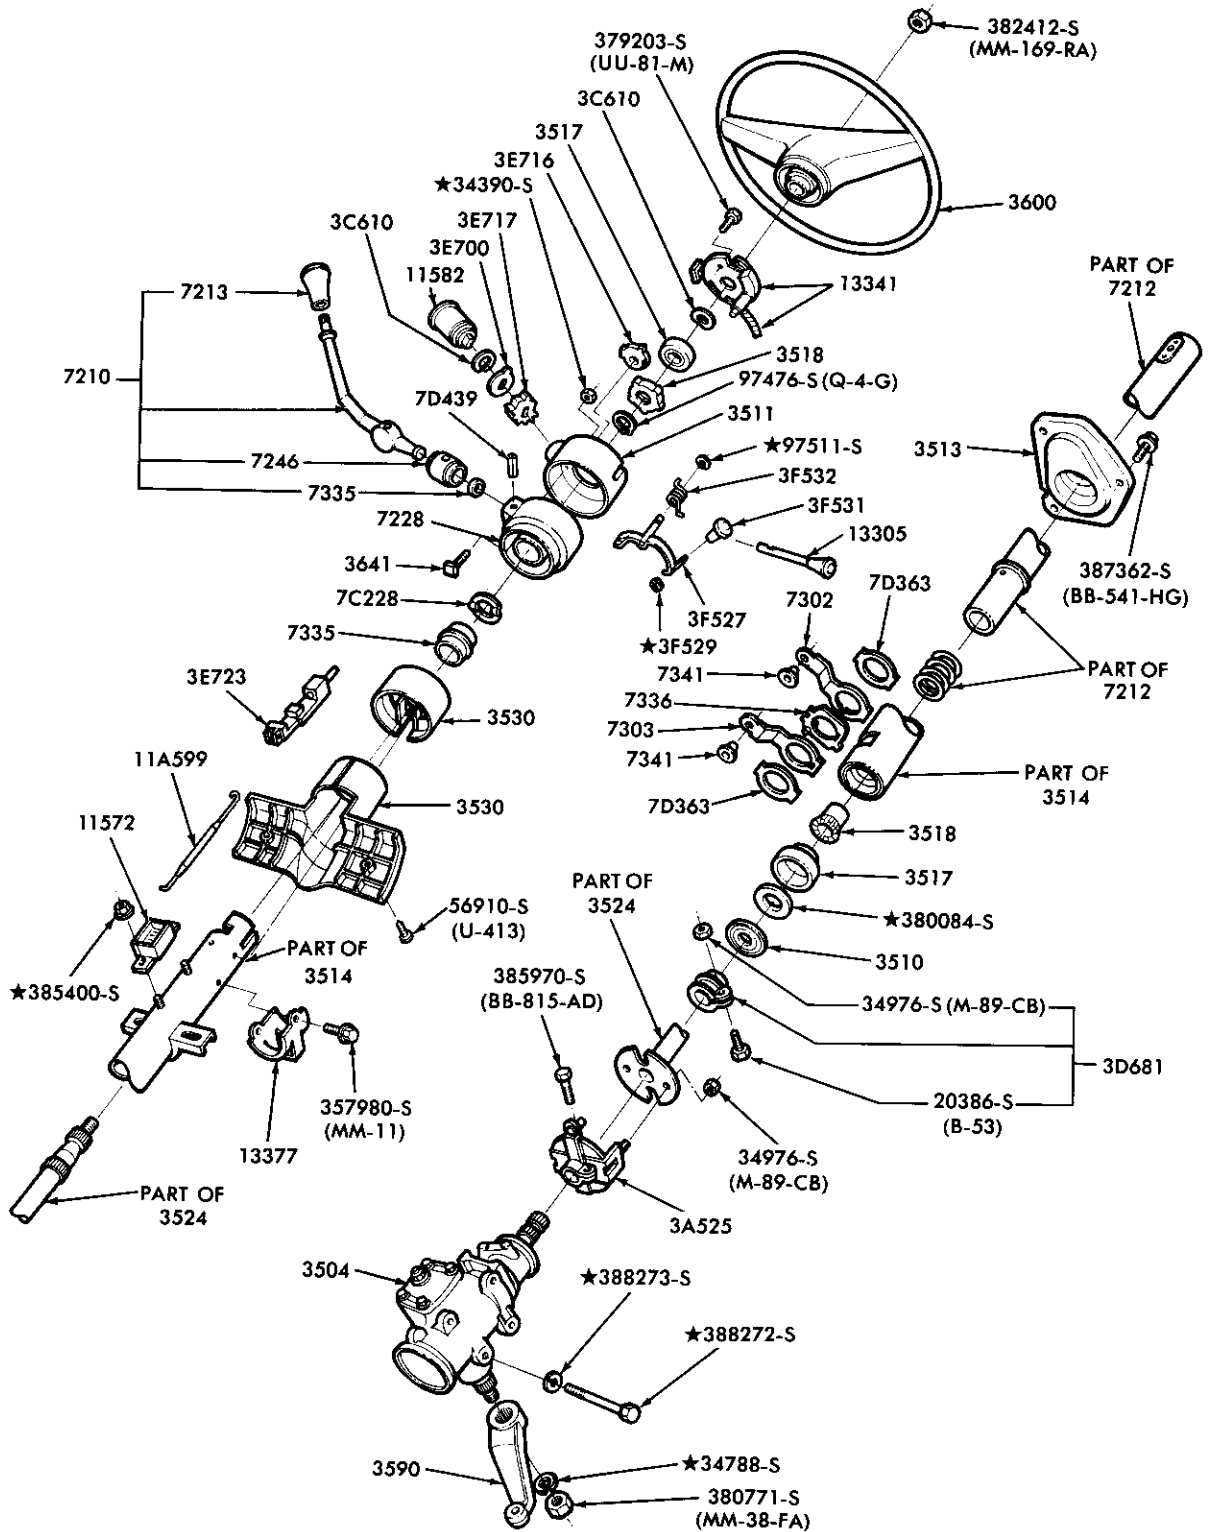 382412-S
(MM-169-RA)
379203-S
(UU-81-M)
3C610
3517
3E716
★34390-S
3E717
3C610
3E700
11582
3600
PART OF
7212
7213
13341
7210
3518
97476-S (Q-4-G)
7D439
3511
★97511-S
3513
7246
3F532
7335
3F531
7228
13305
3641
387362-S
(BB-541-HG)
7D363
7C228
7302
3F527
7335
★3F529
3E723
7341
PART OF
7212
7336
3530
7303
11A599
7341
PART OF
3514
7D363
3530
11572
3518
3517
PART OF
3524
56910-S
(U-413)
★380084-S
PART OF
3514
3510
385970-S
(BB-815-AD)
★385400-S
34976-S (M-89-CB)
3D681
357980-S
(MM-11)
20386-S
(B-53)
13377
34976-S
(M-89-CB)
PART OF
3524
3A525
3504
★388273-S
★388272-S
3590
★34788-S
380771-S
(MM-38-FA)